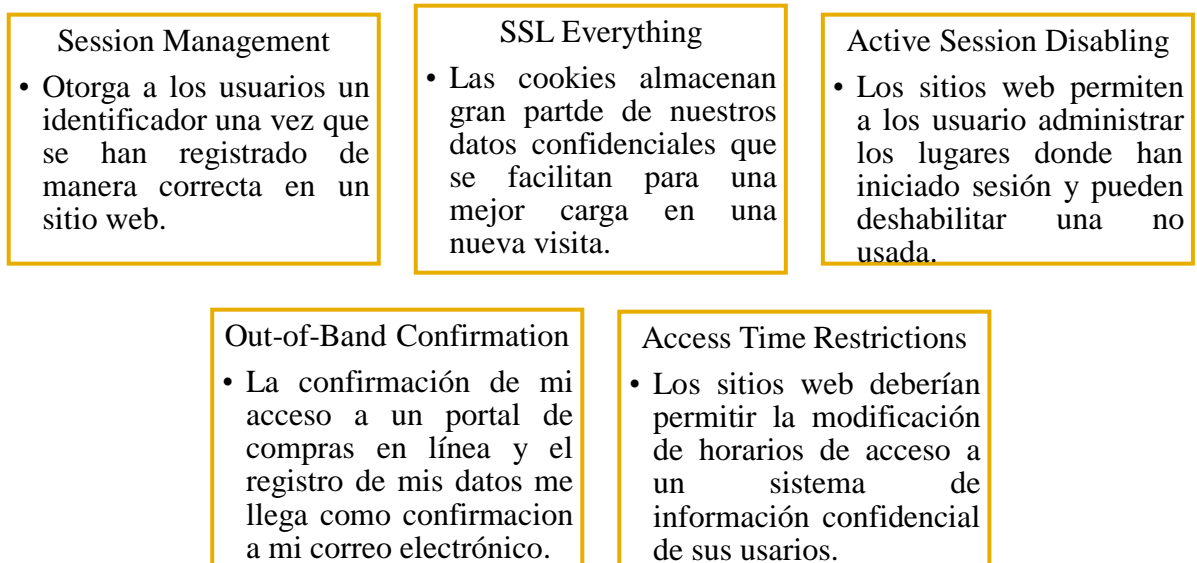 Session Management
• Otorga a los usuarios un
identificador una vez que
se han registrado de
manera correcta en un
sitio web.
SSL Everything
• Las cookies almacenan
gran partde de nuestros
datos confidenciales que
se facilitan para una
mejor carga en una
nueva visita.
Active Session Disabling
• Los sitios web permiten
a los usuario administrar
los lugares donde han
iniciado sesión y pueden
deshabilitar una no
usada.
Out-of-Band Confirmation
• La confirmación de mi
acceso a un portal de
compras en línea y el
registro de mis datos me
llega como confirmacion
a mi correo electrónico.
Access Time Restrictions
• Los sitios web deberían
permitir la modificación
de horarios de acceso a
un sistema de
información confidencial
de sus usarios.